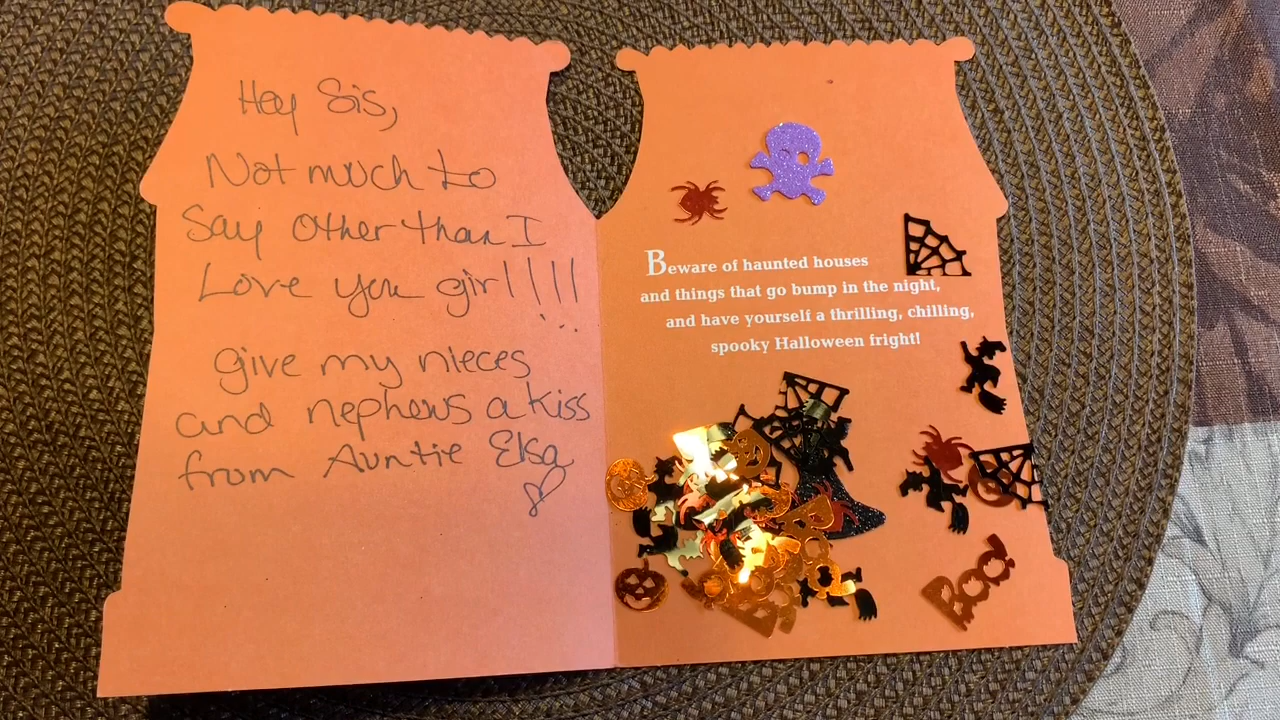 Hey Sis,
Not much to
Say Other than I
Love you girl!!!!
give my nieces
and nephews a kiss
from Auntie Elsa
Beware of haunted houses
and things that go bump in the night,
and have yourself a thrilling, chilling,
spooky Halloween fright!
Boo!